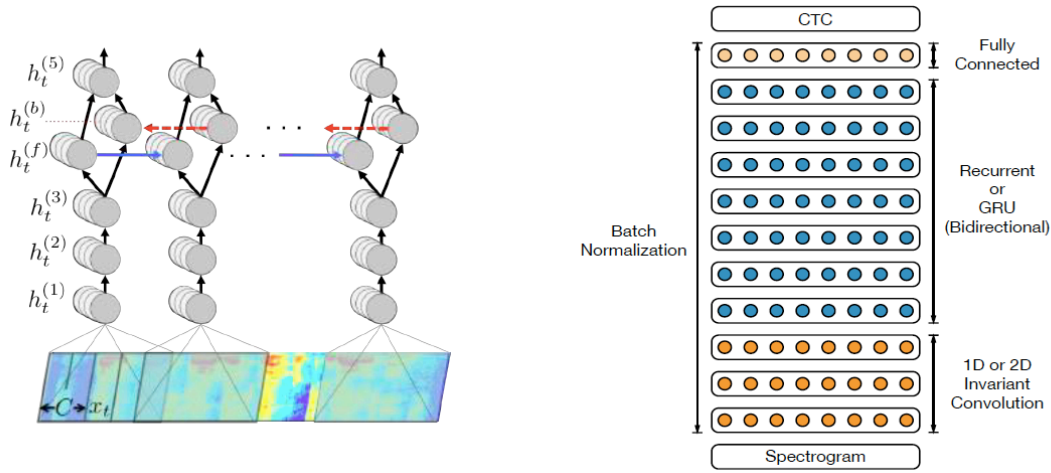 h_t^{(5)}
h_t^{(b)}
h_t^{(f)}
h_t^{(3)}
h_t^{(2)}
h_t^{(1)}
. . .
. . . .
C x_t
CTC
Fully
Connected
Recurrent
or
GRU
(Bidirectional)
Batch
Normalization
1D or 2D
Invariant
Convolution
Spectrogram